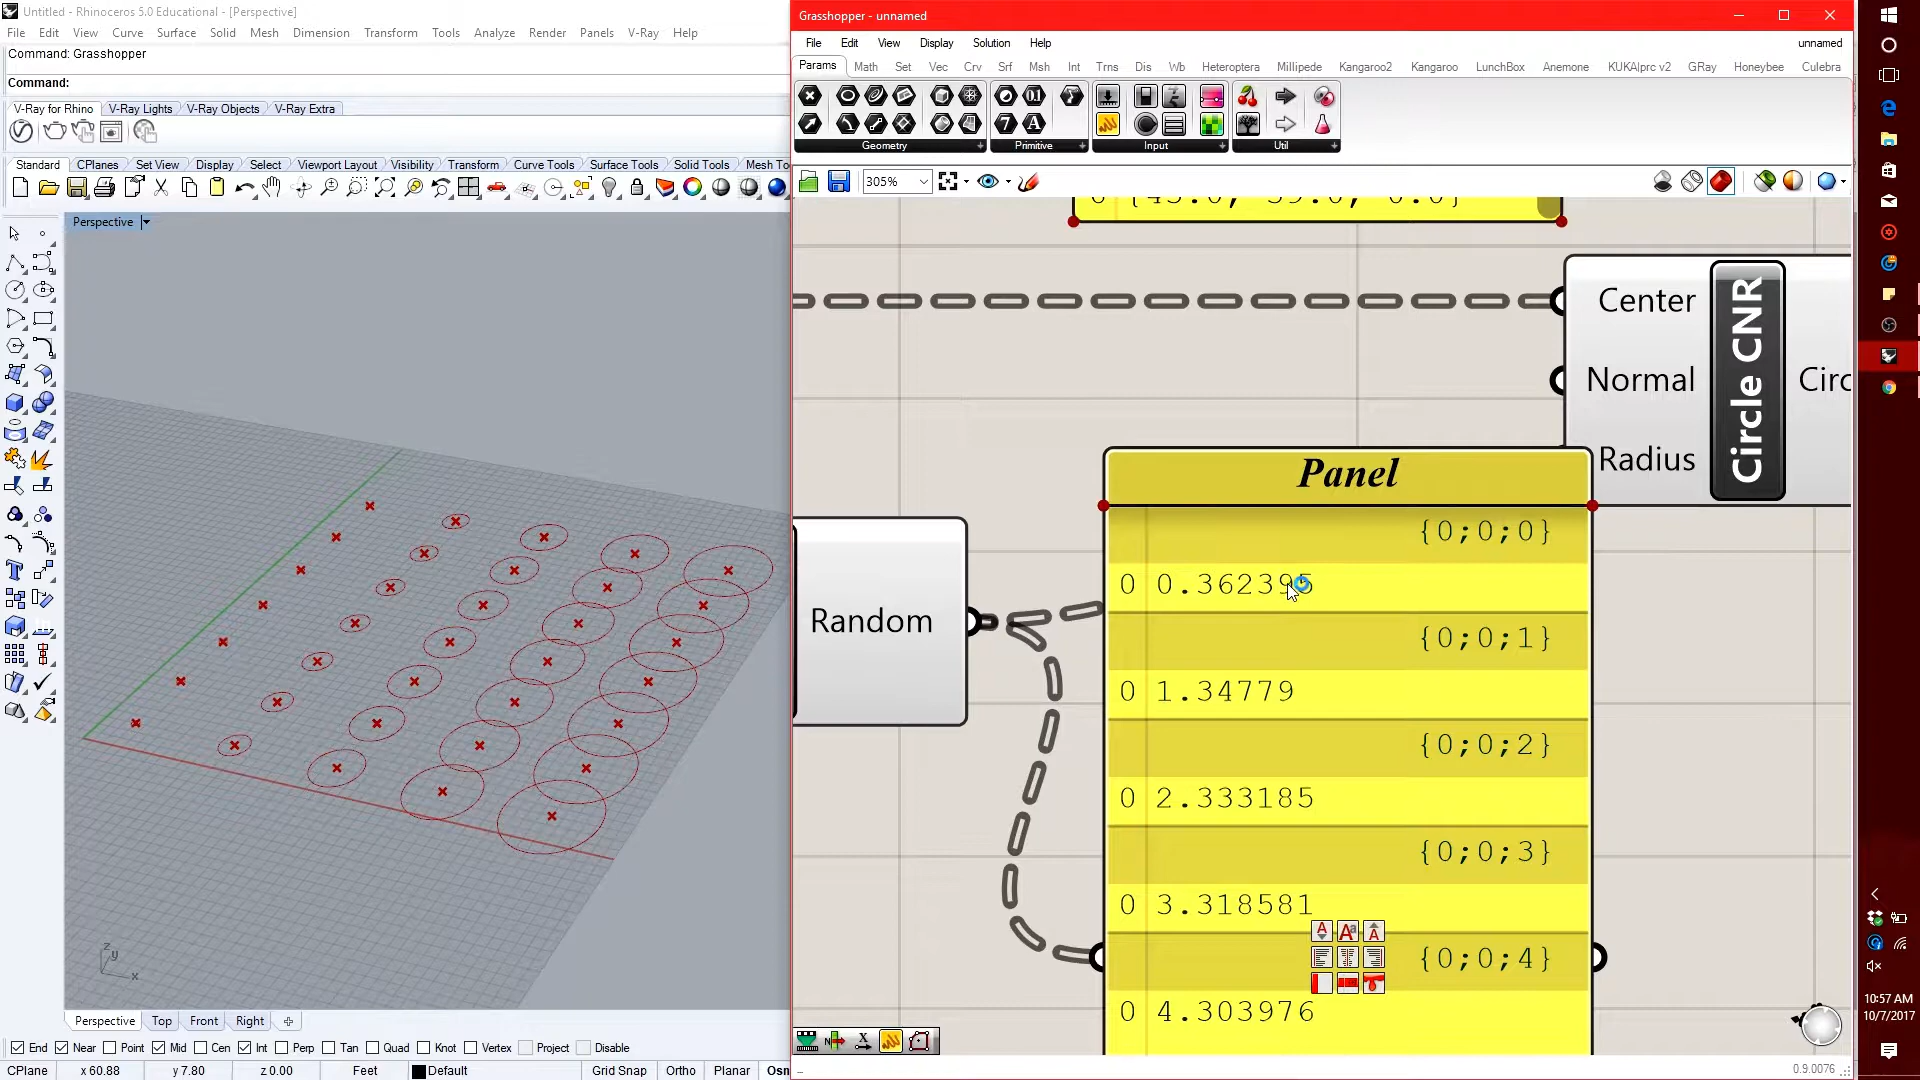 Untitled - Rhinoceros 5.0 Educational - [Perspective]
File Edit View Curve Surface Solid Mesh Dimension Transform Tools Analyze Render Panels V-Ray Help
Command: Grasshopper
Command:
V-Ray for Rhino V-Ray Lights V-Ray Objects V-Ray Extra
Standard CPlanes Set View Display Select Viewport Layout Visibility Transform Curve Tools Surface Tools Solid Tools Mesh To
Perspective
z
y
x
Perspective Top Front Right
End Near Point Mid Cen Int Perp Tan Quad Knot Vertex Project Disable
CPlane x 60.88 y 7.80 z 0.00 Feet Default Grid Snap Ortho Planar Osn
Grasshopper - unnamed
File Edit View Display Solution Help unnamed
Params Math Set Vec Crv Srf Msh Int Trns Dis Wb Heteroptera Millipede Kangaroo2 Kangaroo LunchBox Anemone KUKA|prc v2 GRay Honeybee Culebra
Geometry Primitive Input Util
305%
Center
Normal
Radius
Circle CNR
Circ
Random
Panel
{0;0;0}
0 0.362395
{0;0;1}
0 1.34779
{0;0;2}
0 2.333185
{0;0;3}
0 3.318581
{0;0;4}
0 4.303976
0.9.0076
10:57 AM
10/7/2017